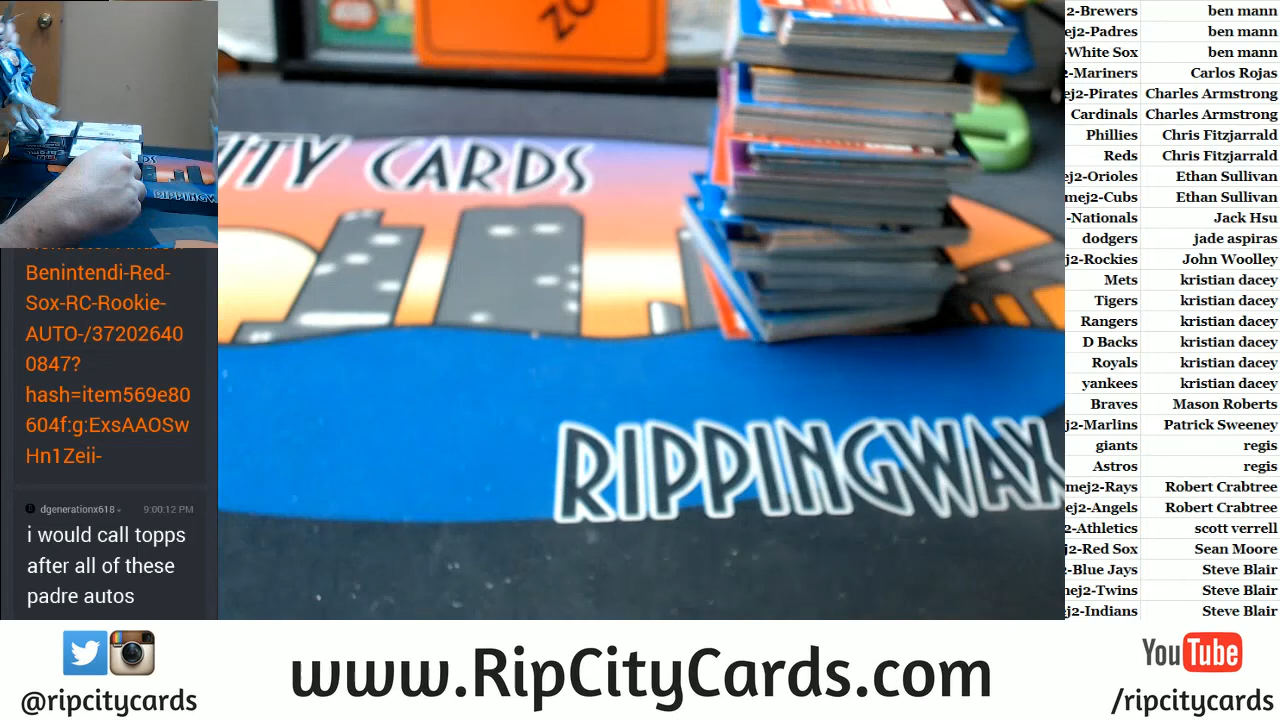 Benintendi-Red-
Sox-RC-Rookie-
AUTO-/37202640
0847?
hash=item569e80
604f:g:ExsAAOSw
Hn1Zeii-
dgenerationx618
9:00:12 PM
i would call topps
after all of these
padre autos
ZO
CITY CARDS
RIPPINGWAX
RIPPINGW
2-Brewers ben mann
ej2-Padres ben mann
-White Sox ben mann
2-Mariners Carlos Rojas
ej2-Pirates Charles Armstrong
Cardinals Charles Armstrong
Phillies Chris Fitzjarrald
Reds Chris Fitzjarrald
ej2-Orioles Ethan Sullivan
mej2-Cubs Ethan Sullivan
-Nationals Jack Hsu
dodgers jade aspiras
j2-Rockies John Woolley
Mets kristian dacey
Tigers kristian dacey
Rangers kristian dacey
D Backs kristian dacey
Royals kristian dacey
yankees kristian dacey
Braves Mason Roberts
j2-Marlins Patrick Sweeney
giants regis
Astros regis
mej2-Rays Robert Crabtree
ej2-Angels Robert Crabtree
2-Athletics scott verrell
j2-Red Sox Sean Moore
-Blue Jays Steve Blair
ej2-Twins Steve Blair
j2-Indians Steve Blair
@ripcitycards
www.RipCityCards.com
YouTube
/ripcitycards